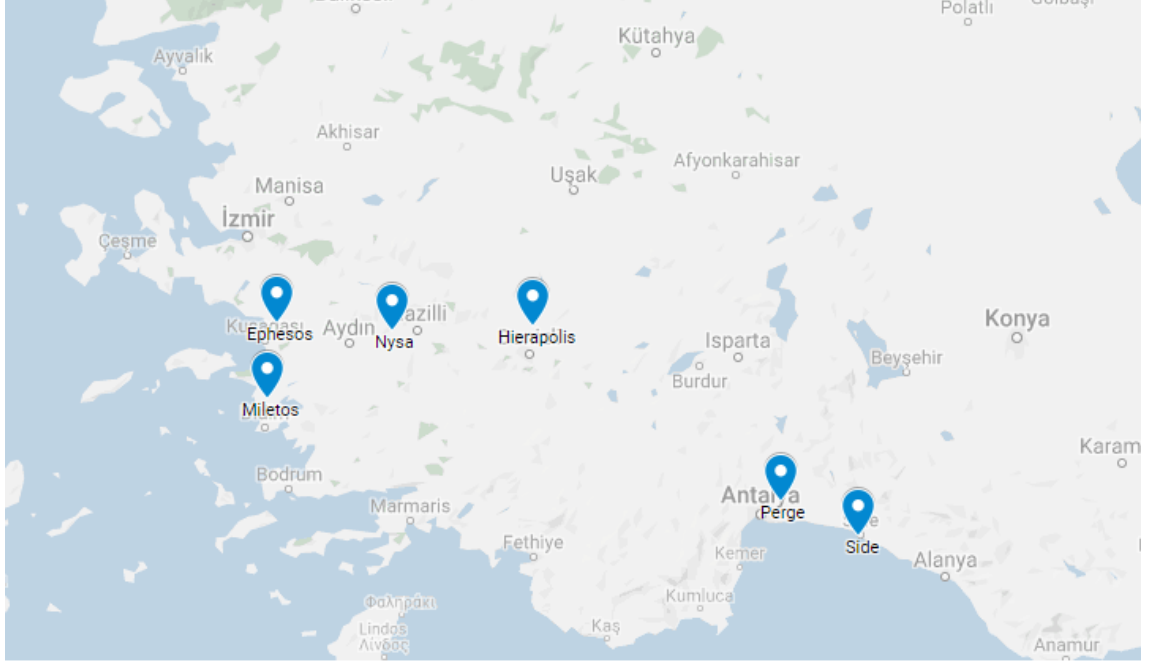 Polatlı
Kütahya
Ayvalık
Akhisar
Afyonkarahisar
Uşak
Manisa
İzmir
Çeşme
Ephesos
Aydın
Nysa
Hierapolis
Konya
Isparta
Beyşehir
Burdur
Miletos
Karam
Bodrum
Antalya
Marmaris
Perge
Side
Fethiye
Kemer
Alanya
Kumluca
Φαληράκι
Kaş
Lindos
Λίνδος
Anamur